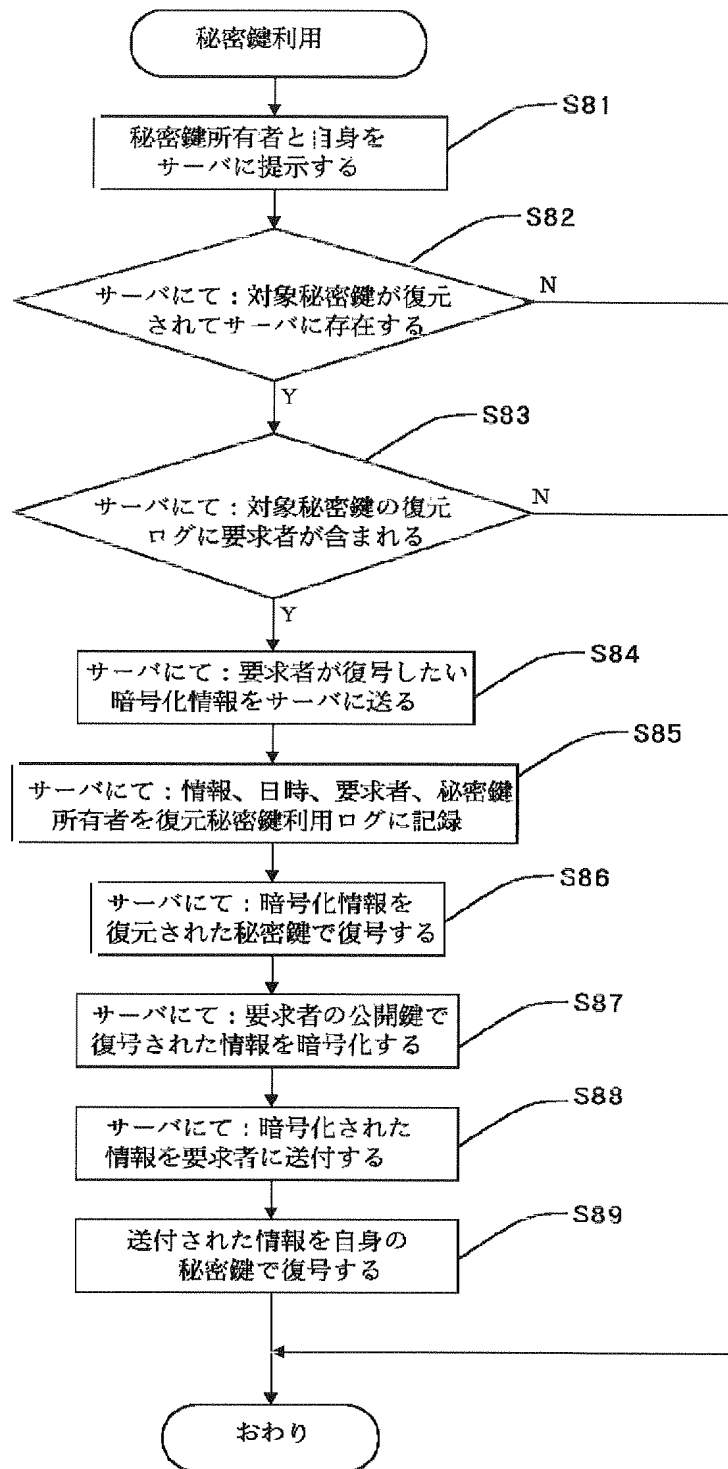 秘密鍵利用
S81
秘密鍵所有者と自身を
サーバに提示する
S82
サーバにて：対象秘密鍵が復元
されてサーバに存在する
N
Y
S83
サーバにて：対象秘密鍵の復元
ログに要求者が含まれる
N
Y
S84
サーバにて：要求者が復号したい
暗号化情報をサーバに送る
S85
サーバにて：情報、日時、要求者、秘密鍵
所有者を復元秘密鍵利用ログに記録
S86
サーバにて：暗号化情報を
復元された秘密鍵で復号する
S87
サーバにて：要求者の公開鍵で
復号された情報を暗号化する
S88
サーバにて：暗号化された
情報を要求者に送付する
S89
送付された情報を自身の
秘密鍵で復号する
おわり